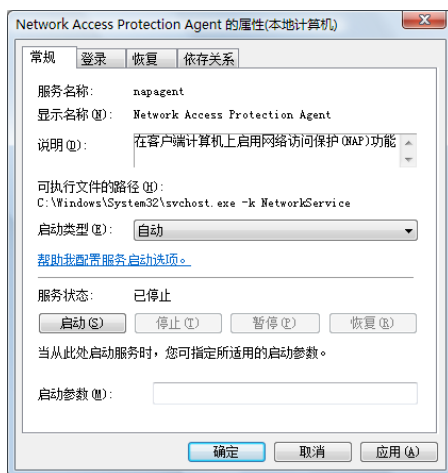 Network Access Protection Agent 的属性(本地计算机)
常规 登录 恢复 依存关系
服务名称: napagent
显示名称(N): Network Access Protection Agent
说明(D): 在客户端计算机上启用网络访问保护(NAP)功能
可执行文件的路径(H):
C:\Windows\System32\svchost.exe -k NetworkService
启动类型(E): 自动
帮助我配置服务启动选项。
服务状态: 已停止
启动(S) 停止(T) 暂停(P) 恢复(R)
当从此处启动服务时，您可指定所适用的启动参数。
启动参数(M):
确定 取消 应用(A)